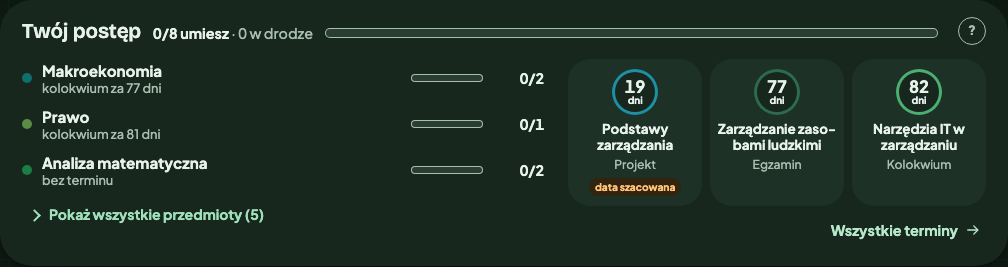 Twój postęp 0/8 umiesz · 0 w drodze
?
Makroekonomia
kolokwium za 77 dni
0/2
Prawo
kolokwium za 81 dni
0/1
Analiza matematyczna
bez terminu
0/2
Pokaż wszystkie przedmioty (5)
19
dni
Podstawy
zarządzania
Projekt
data szacowana
77
dni
Zarządzanie zaso-
bami ludzkimi
Egzamin
82
dni
Narzędzia IT w
zarządzaniu
Kolokwium
Wszystkie terminy →